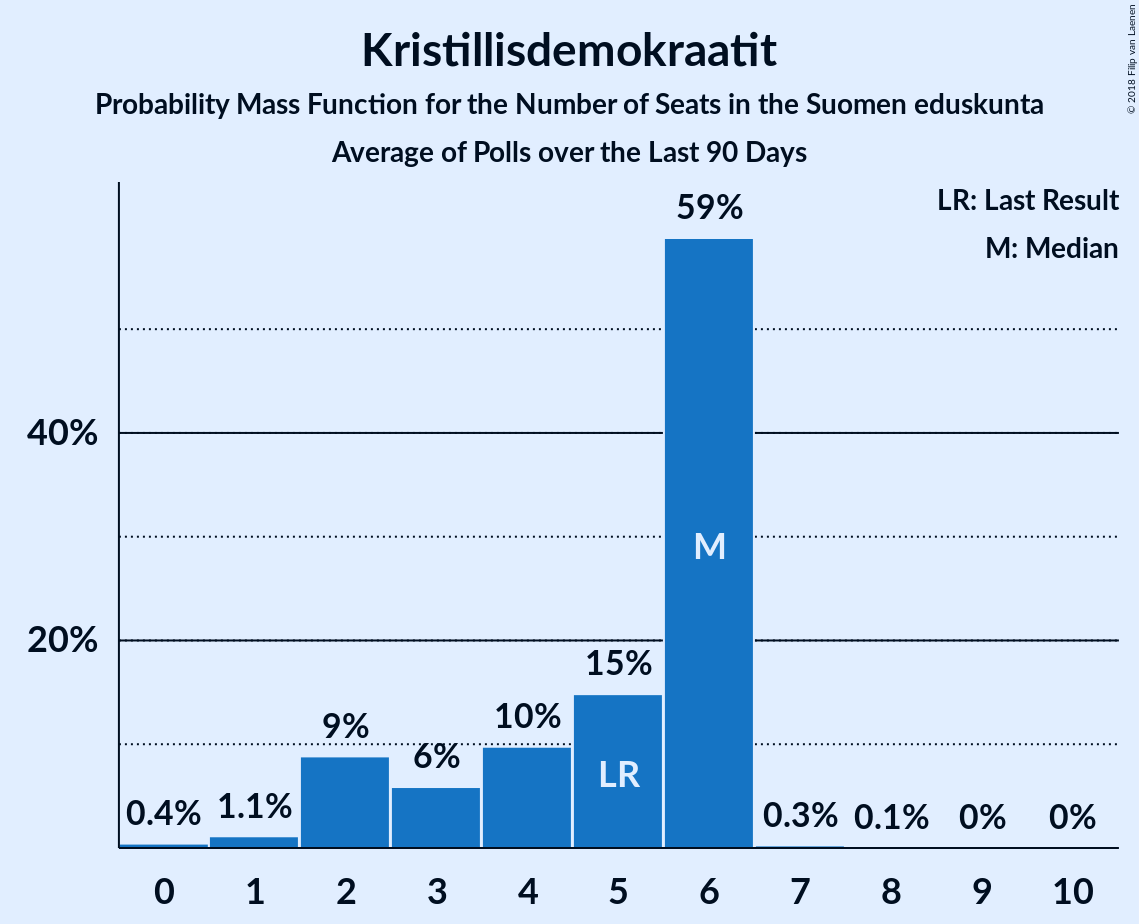 Kristillisdemokraatit
Probability Mass Function for the Number of Seats in the Suomen eduskunta
Average of Polls over the Last 90 Days
© 2018 Filip van Laenen
LR: Last Result
M: Median
59%
40%
M
20%
15%
10%
9%
6%
LR
0.4%
1.1%
0.3%
0.1%
0%
0%
0 1 2 3 4 5 6 7 8 9 10